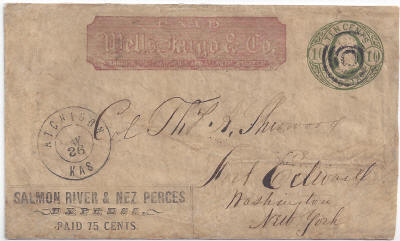 PAID
Wells, Fargo & Co.
TEN CENTS
10 10
ATCHISON
26
KAS
Col. Thos. A. Sherwood
Fort Edward
Washington
New York
SALMON RIVER & NEZ PERCES
EXPRESS.
PAID 75 CENTS.